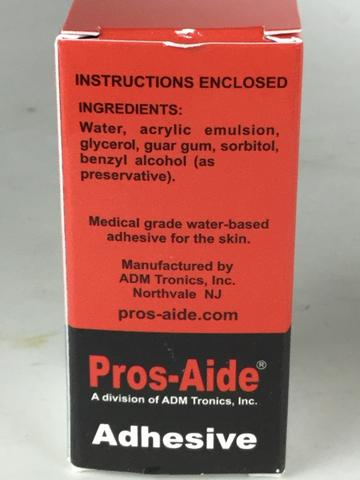 INSTRUCTIONS ENCLOSED
INGREDIENTS:
Water, acrylic emulsion,
glycerol, guar gum, sorbitol,
benzyl alcohol (as
preservative).
Medical grade water-based
adhesive for the skin.
Manufactured by
ADM Tronics, Inc.
Northvale NJ
pros-aide.com
Pros-Aide®
A division of ADM Tronics, Inc.
Adhesive